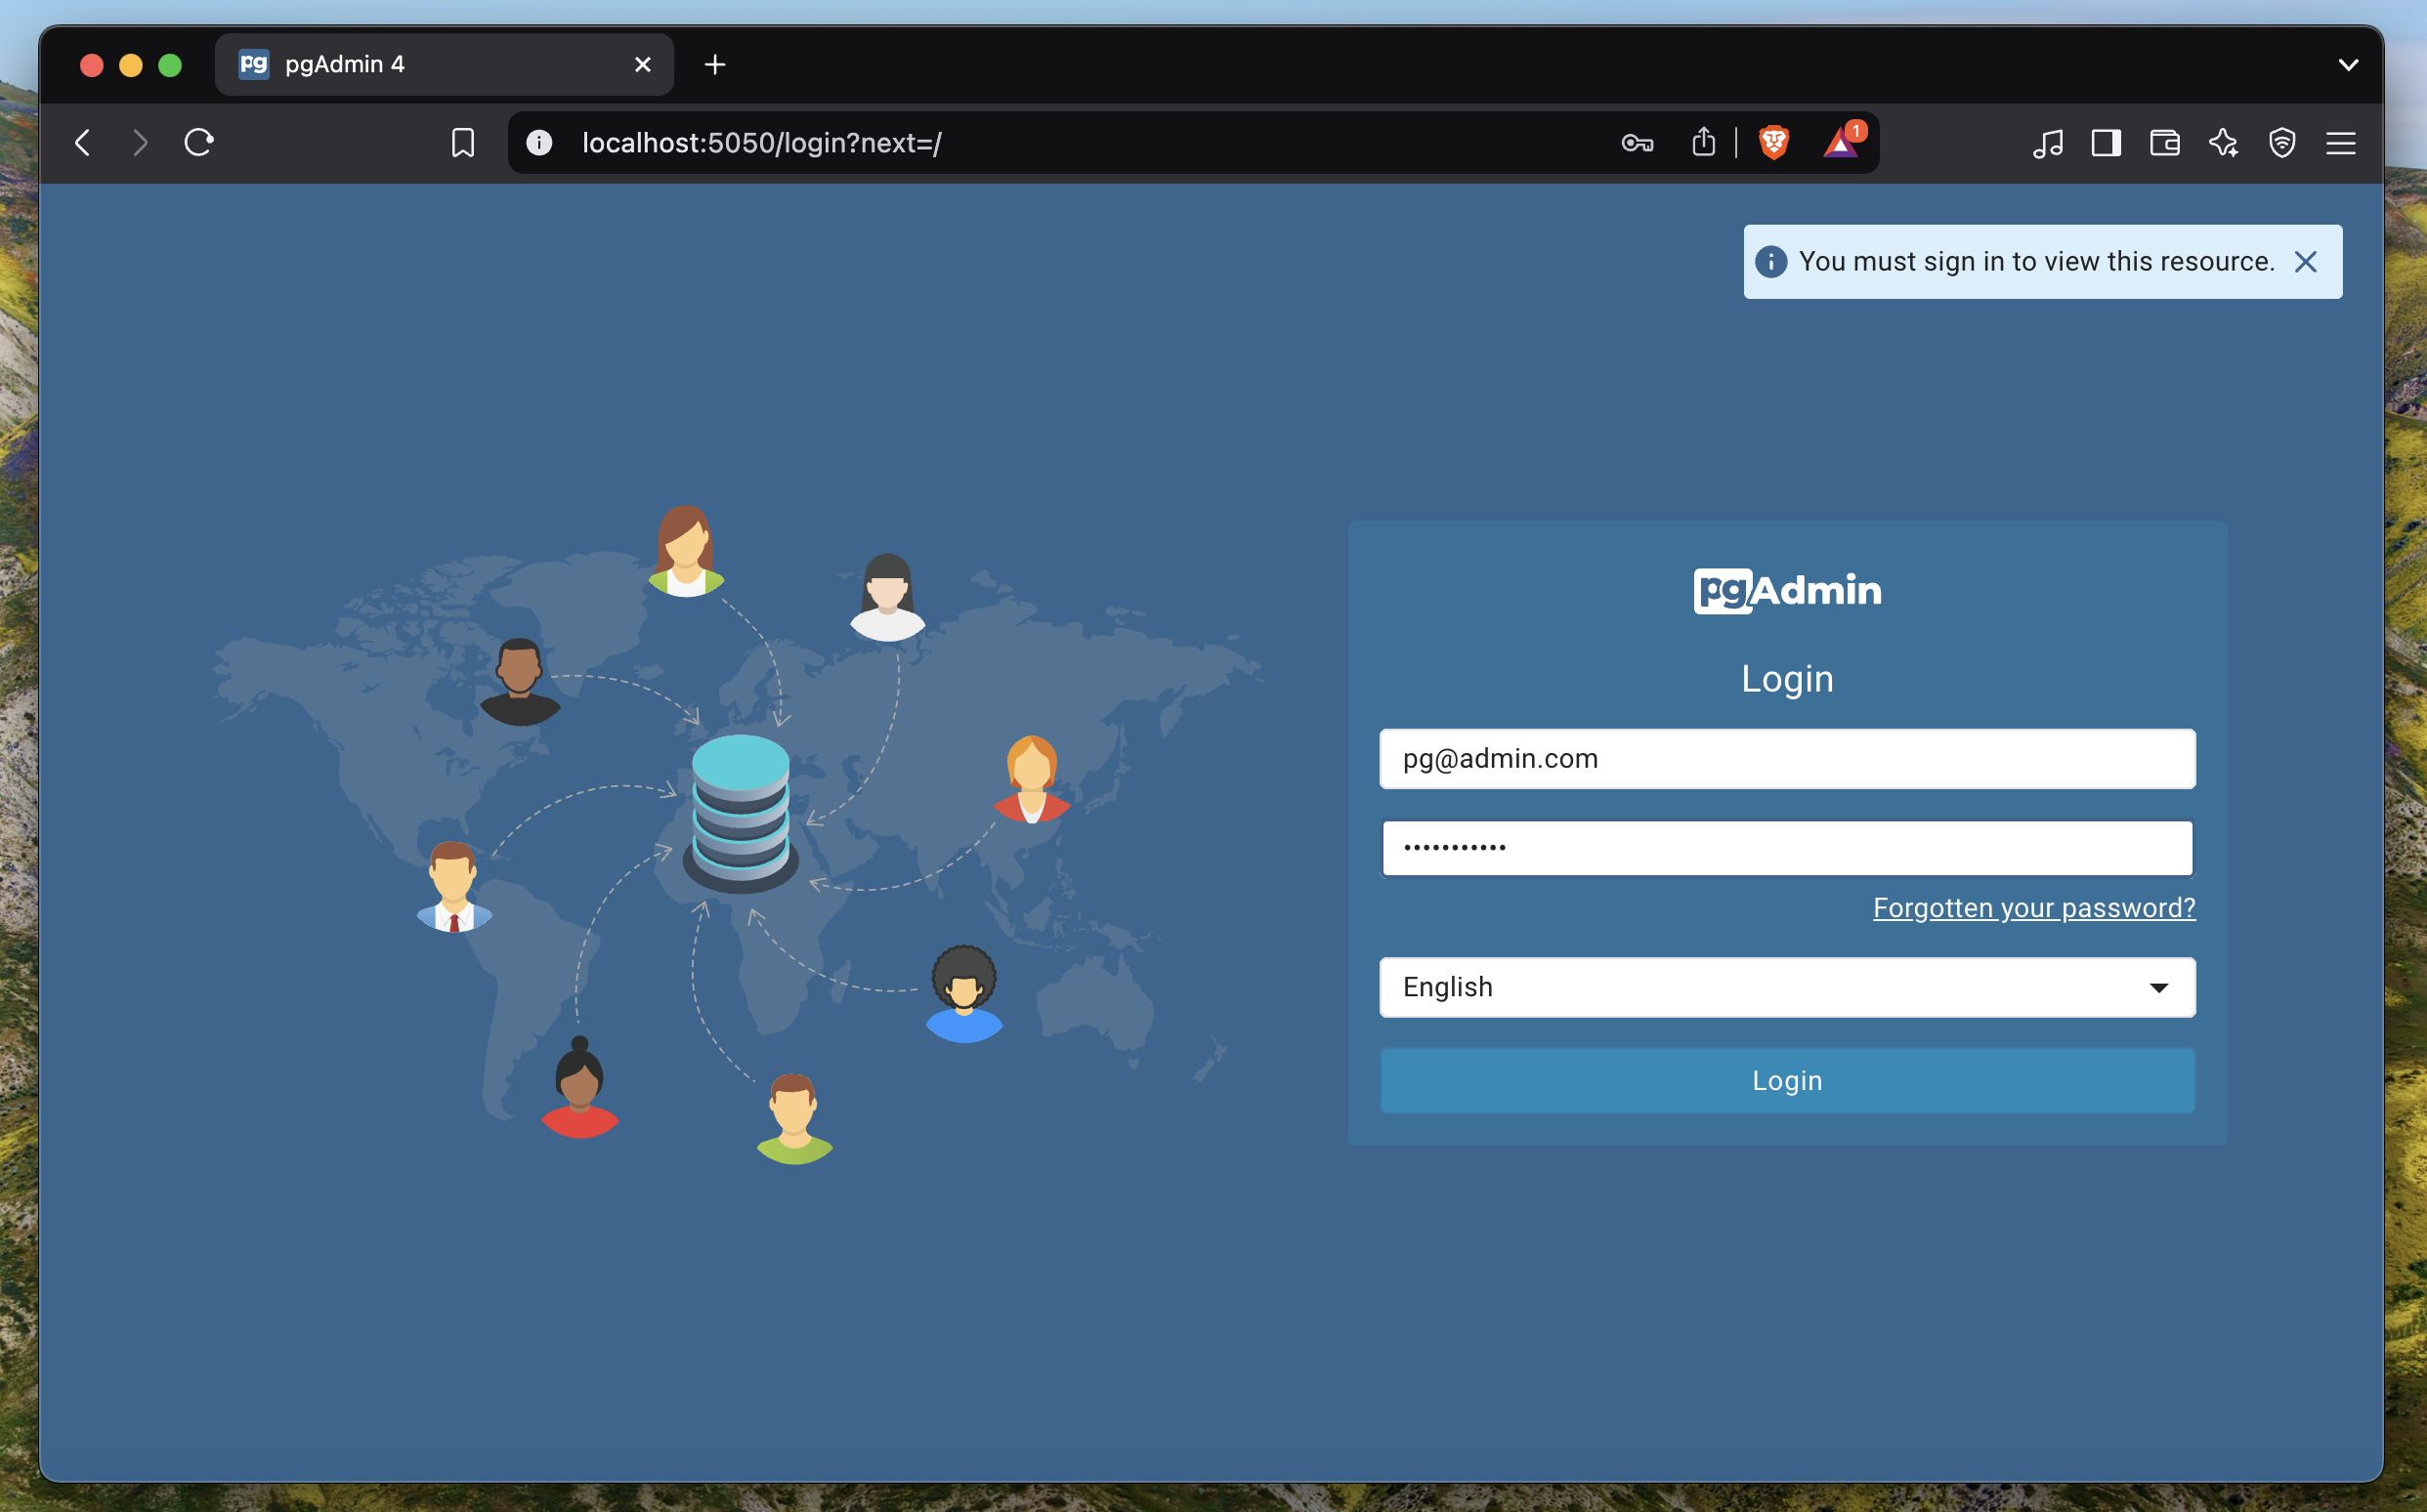 pg pgAdmin 4
localhost:5050/login?next=/
1
You must sign in to view this resource.
pgAdmin
Login
pg@admin.com
•••••••••••
Forgotten your password?
English
Login